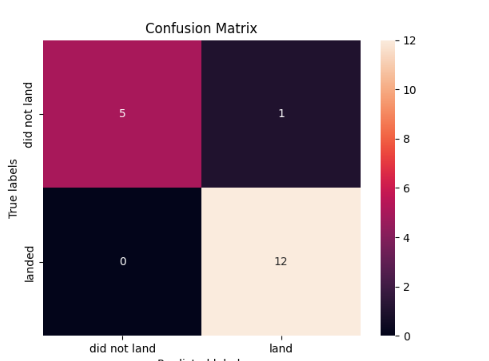 Confusion Matrix
True labels
did not land
landed
5
1
0
12
did not land
land
12
10
8
6
4
2
0